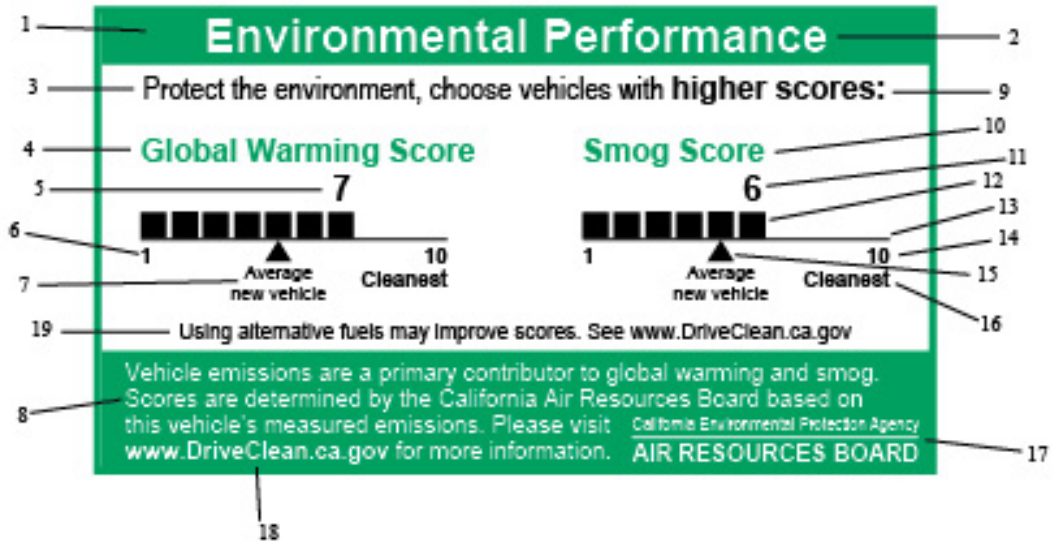 1 Environmental Performance 2
3 Protect the environment, choose vehicles with higher scores: 9
4 Global Warming Score Smog Score 10
5 7 6 11
12
6 13
1 10 1 10 14
7 Average Cleanest Average Cleanest 15
new vehicle new vehicle 16
19 Using alternative fuels may improve scores. See www.DriveClean.ca.gov
Vehicle emissions are a primary contributor to global warming and smog.
8 Scores are determined by the California Air Resources Board based on
this vehicle's measured emissions. Please visit California Environmental Protection Agency
www.DriveClean.ca.gov for more information. AIR RESOURCES BOARD 17
18